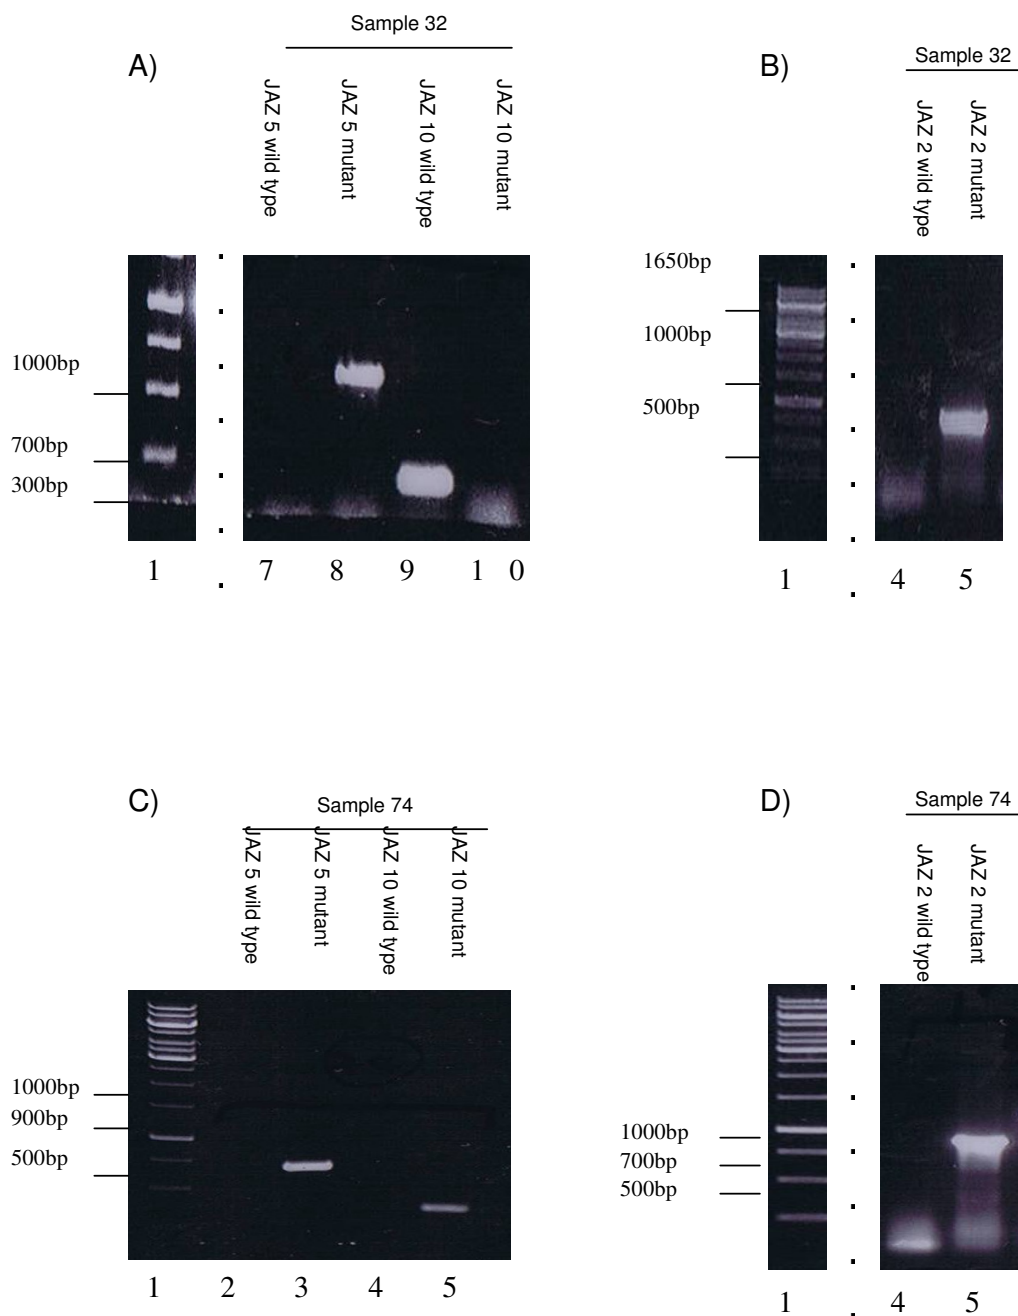 Sample 32
A)
JAZ 5 wild type
JAZ 5 mutant
JAZ 10 wild type
JAZ 10 mutant
1000bp
700bp
300bp
1
7
8
9
1 0
B)
Sample 32
JAZ 2 wild type
JAZ 2 mutant
1650bp
1000bp
500bp
1
4
5
C)
Sample 74
JAZ 5 wild type
JAZ 5 mutant
JAZ 10 wild type
JAZ 10 mutant
1000bp
900bp
500bp
1
2
3
4
5
D)
Sample 74
JAZ 2 wild type
JAZ 2 mutant
1000bp
700bp
500bp
1
4
5